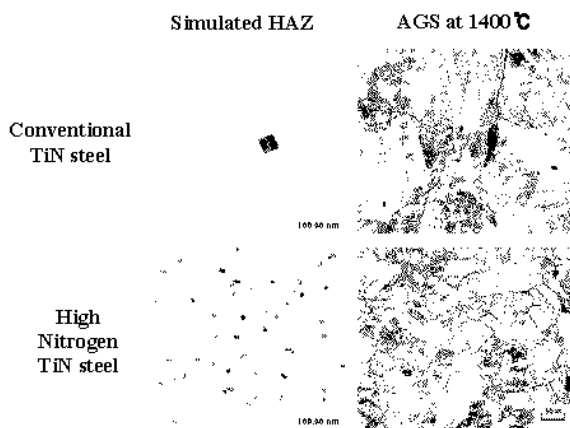 Simulated HAZ
AGS at 1400℃
Conventional
TiN steel
100.00 nm
High
Nitrogen
TiN steel
100.00 nm